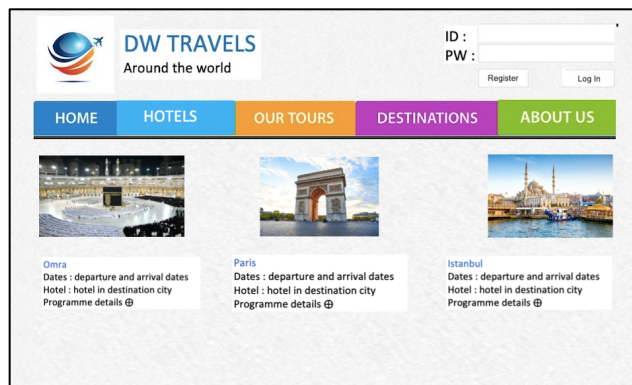 DW TRAVELS
Around the world
ID :
PW :
Register
Log In
HOME
HOTELS
OUR TOURS
DESTINATIONS
ABOUT US
Omra
Dates : departure and arrival dates
Hotel : hotel in destination city
Programme details ⊕
Paris
Dates : departure and arrival dates
Hotel : hotel in destination city
Programme details ⊕
Istanbul
Dates : departure and arrival dates
Hotel : hotel in destination city
Programme details ⊕